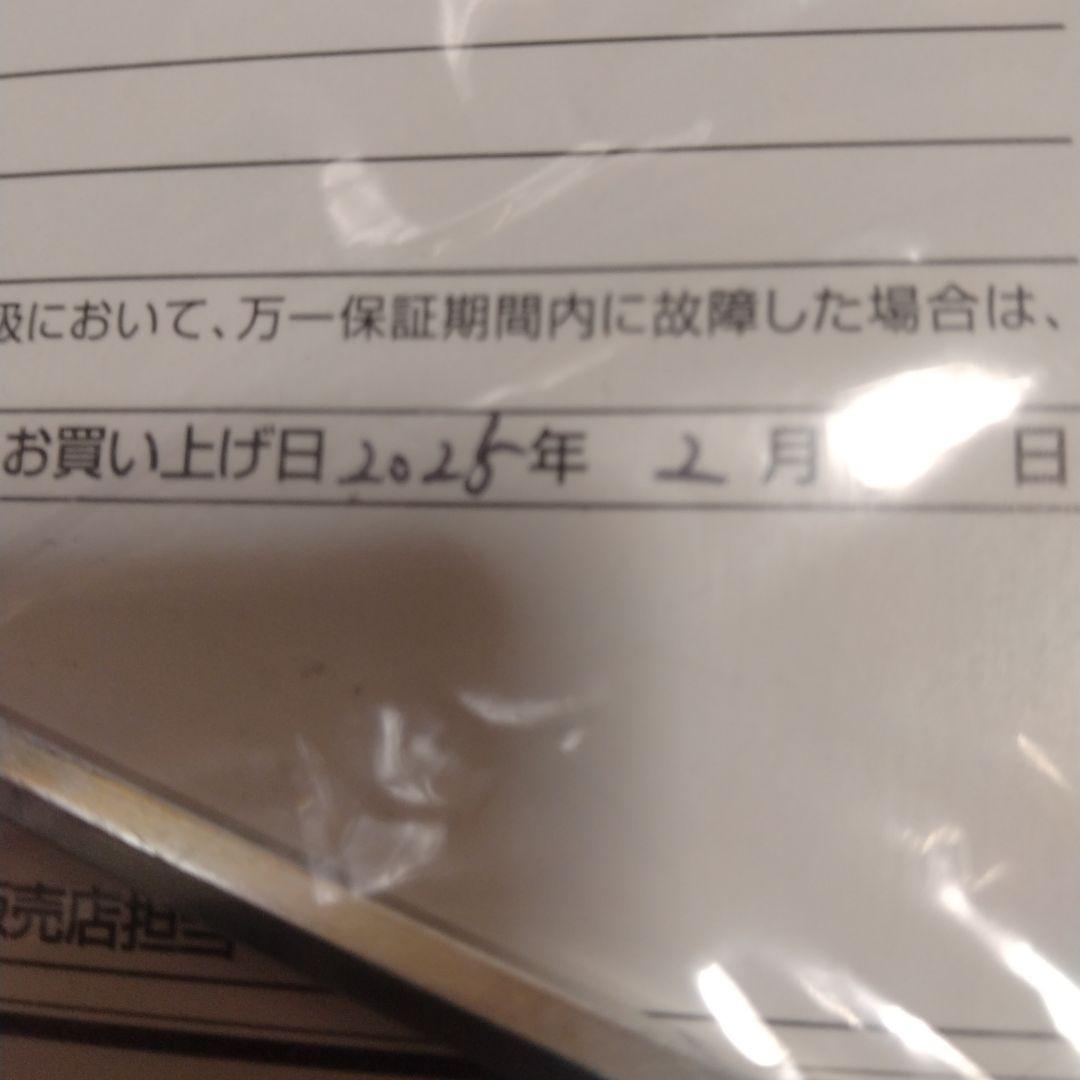 扱において、万一保証期間内に故障した場合は、
お買い上げ日 2025年 2月 日
販売店担当